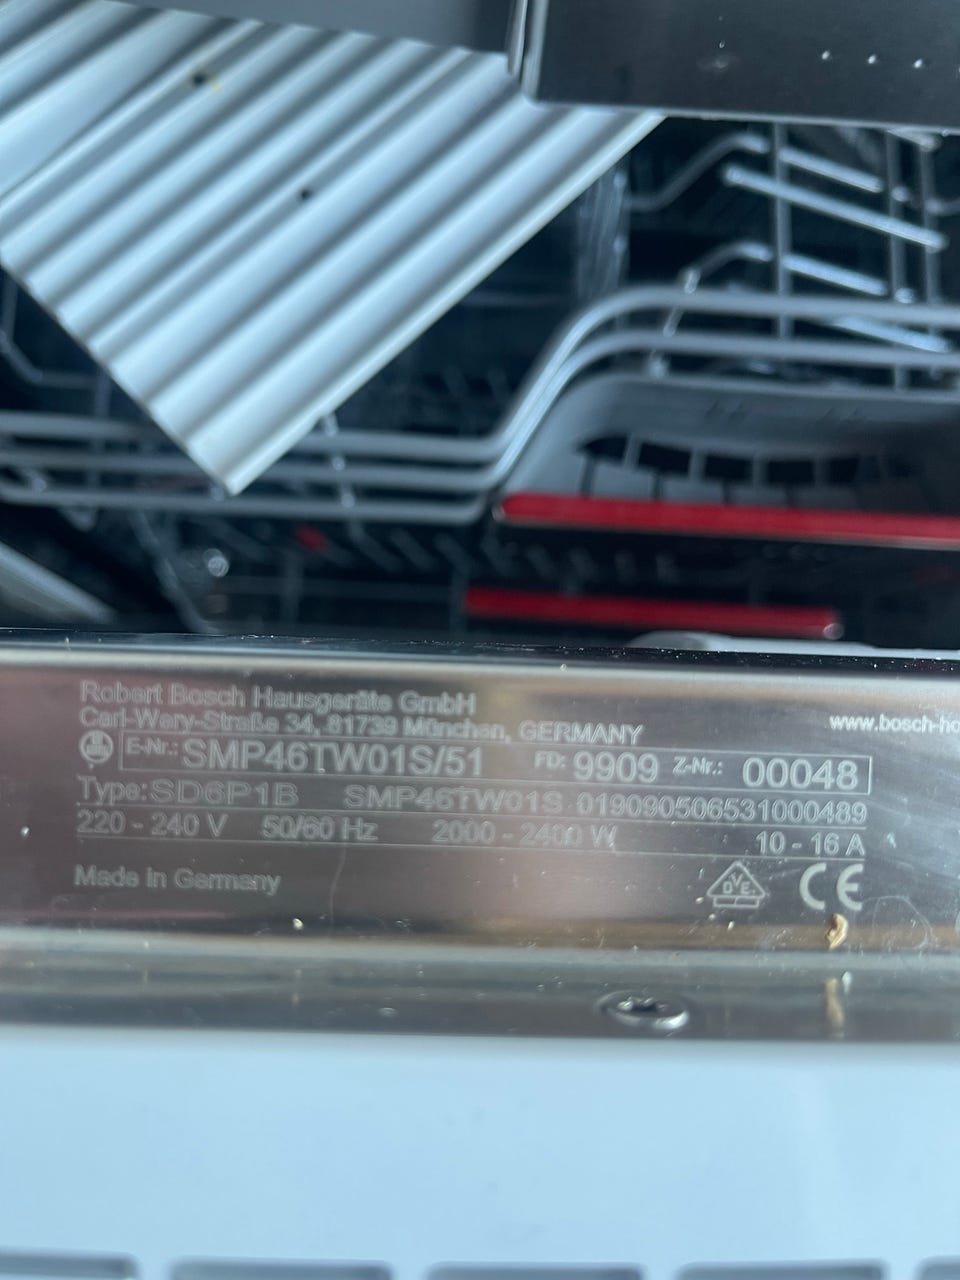 Robert Bosch Hausgeräte GmbH
Carl-Wery-Straße 34, 81739 München, GERMANY
www.bosch-ho
E-Nr.: SMP46TW01S/51 FD: 9909 Z-Nr.: 00048
Type: SD6P1B SMP46TW01S 019090506531000489
220 - 240 V 50/60 Hz 2000 - 2400 W 10 - 16 A
Made in Germany
DVE CE